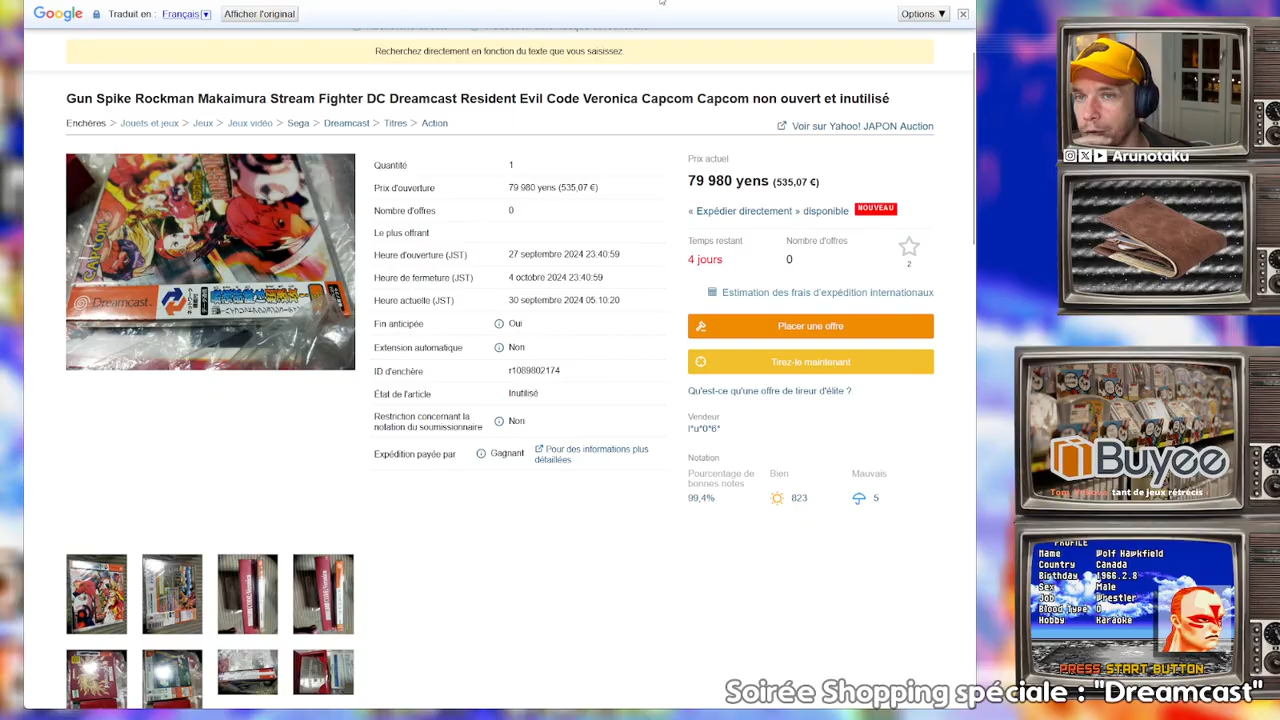 Google Traduit en : Français Afficher l'original Options ▼
Recherchez directement en fonction du texte que vous saisissez.
Gun Spike Rockman Makaimura Stream Fighter DC Dreamcast Resident Evil Code Veronica Capcom Capcom non ouvert et inutilisé
Enchères > Jouets et jeux > Jeux > Jeux vidéo > Sega > Dreamcast > Titres > Action
Voir sur Yahoo! JAPON Auction
Dreamcast
Quantité 1
Prix d'ouverture 79 980 yens (535,07 €)
Nombre d'offres 0
Le plus offrant
Heure d'ouverture (JST) 27 septembre 2024 23:40:59
Heure de fermeture (JST) 4 octobre 2024 23:40:59
Heure actuelle (JST) 30 septembre 2024 05:10:20
Fin anticipée Oui
Extension automatique Non
ID d'enchère r1089802174
État de l'article Inutilisé
Restriction concernant la
notation du soumissionnaire Non
Expédition payée par Gagnant Pour des informations plus
détaillées
Prix actuel
79 980 yens (535,07 €)
« Expédier directement » disponible NOUVEAU
Temps restant Nombre d'offres
4 jours 0 2
Estimation des frais d'expédition internationaux
Placer une offre
Tirez-le maintenant
Qu'est-ce qu'une offre de tireur d'élite ?
Vendeur
l*u*0*6*
Notation
Pourcentage de
bonnes notes Bien Mauvais
99,4% 823 5
Arunotaku
Buyee
tant de jeux rétrécis
PROFILE
Name Wolf Hawkfield
Country Canada
Birthday 1966.2.8
Sex Male
Job Wrestler
Blood Type O
Hobby Karaoke
PRESS START BUTTON
Soirée Shopping spéciale : "Dreamcast"